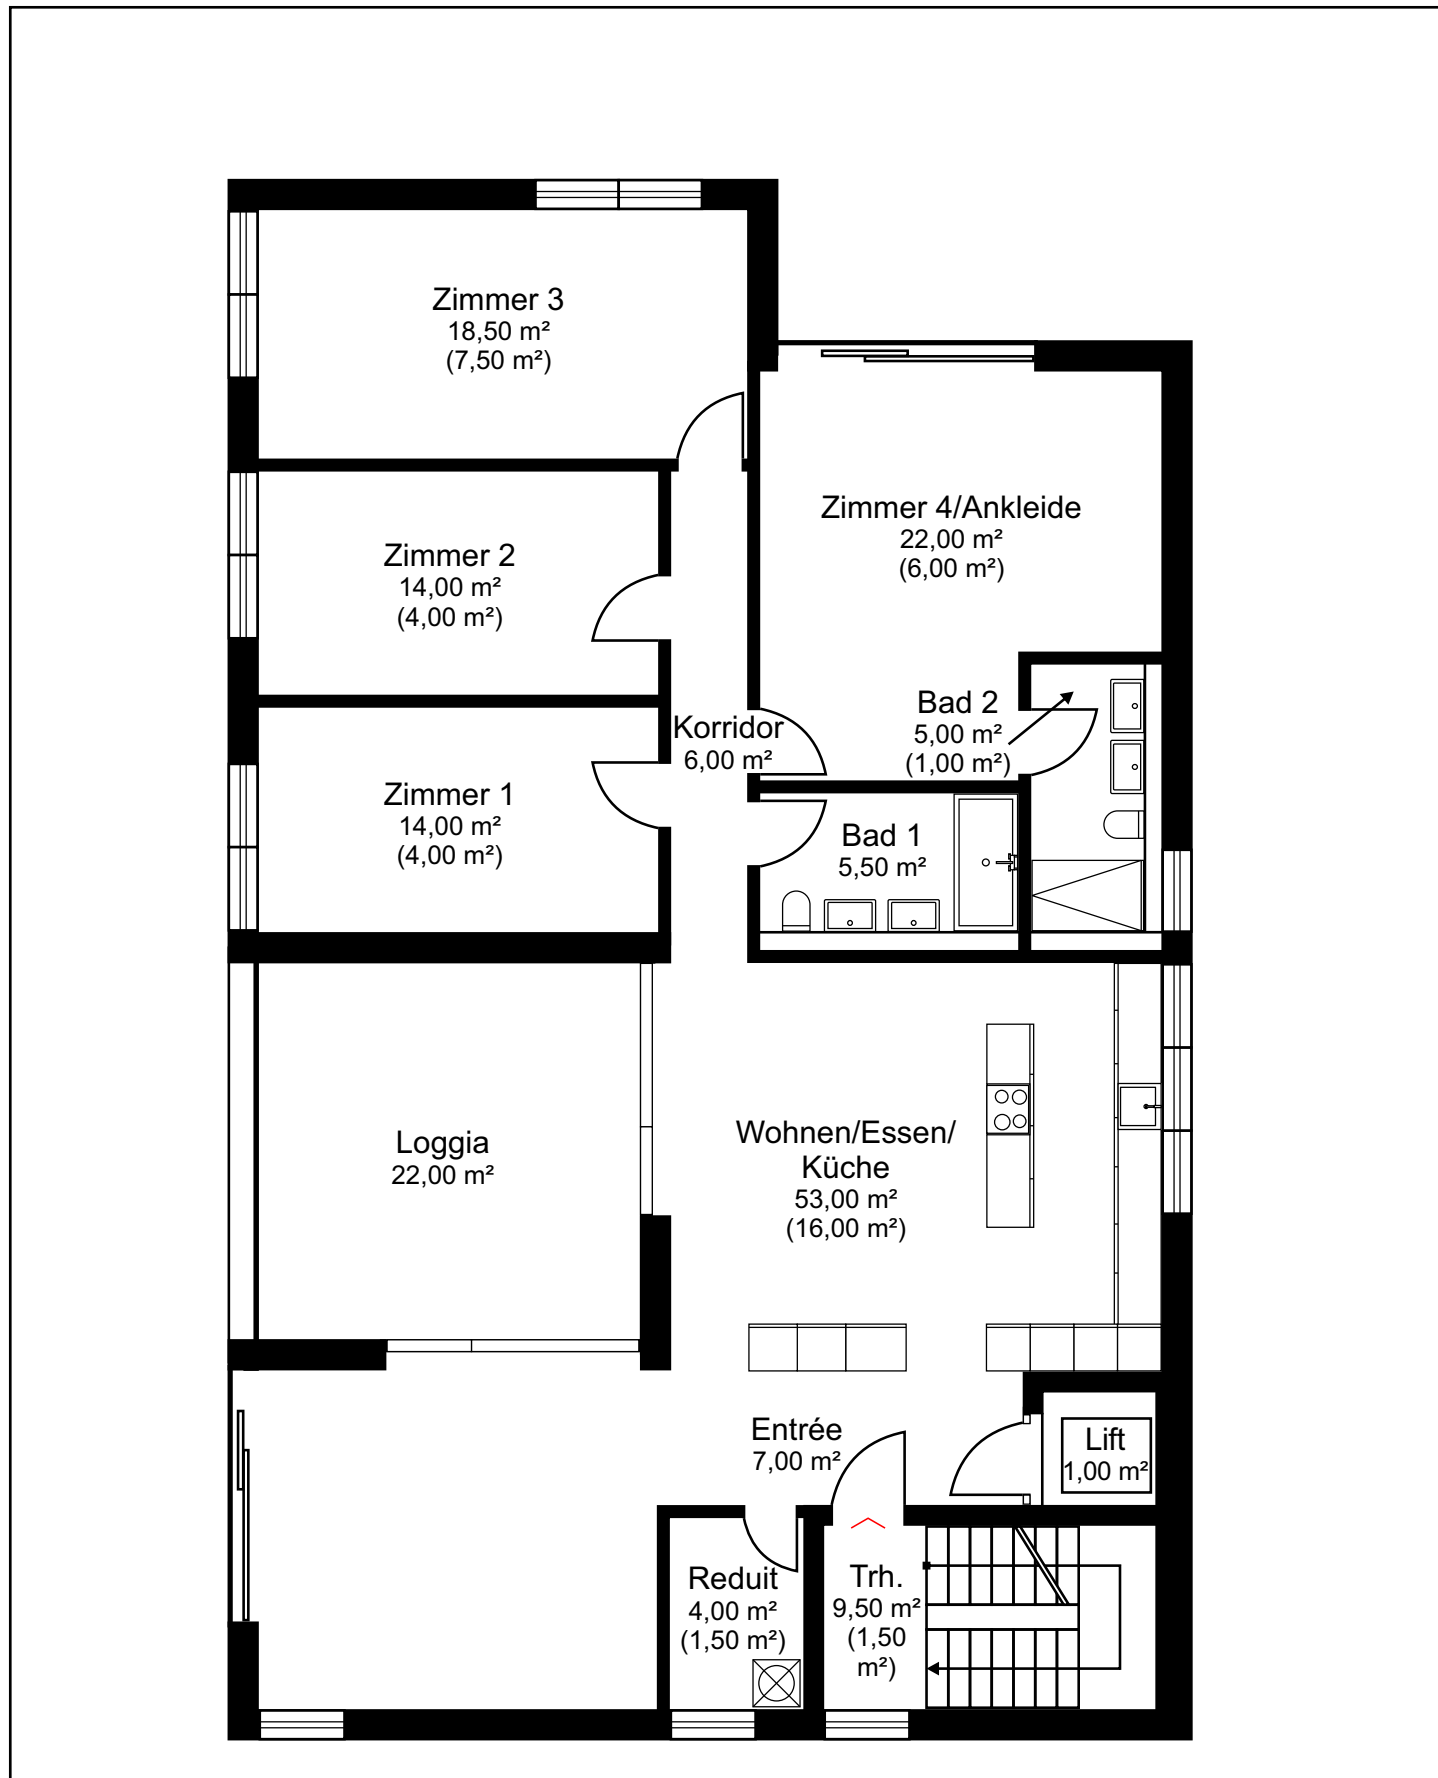 Zimmer 3
18,50 m²
(7,50 m²)
Zimmer 4/Ankleide
22,00 m²
(6,00 m²)
Zimmer 2
14,00 m²
(4,00 m²)
Bad 2
5,00 m²
(1,00 m²)
Korridor
6,00 m²
Zimmer 1
14,00 m²
(4,00 m²)
Bad 1
5,50 m²
Loggia
22,00 m²
Wohnen/Essen/
Küche
53,00 m²
(16,00 m²)
Entrée
7,00 m²
Lift
1,00 m²
Reduit
4,00 m²
(1,50 m²)
Trh.
9,50 m²
(1,50
m²)